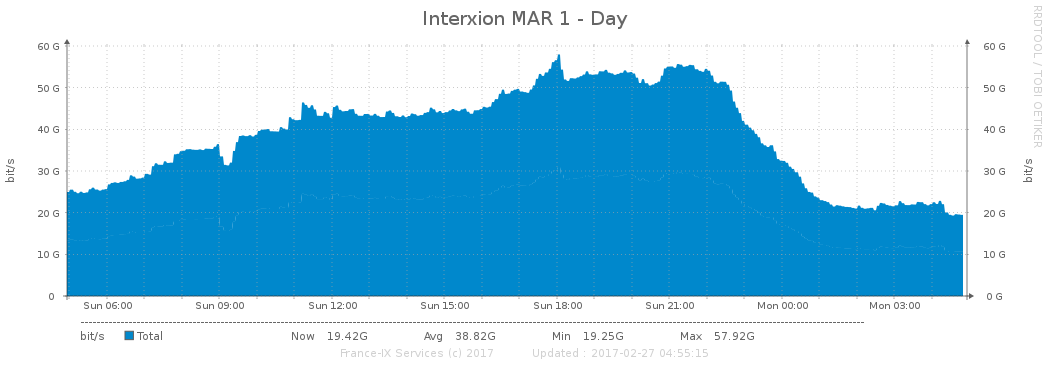 Interxion MAR 1 - Day
RRDTOOL / TOBI OETIKER
bit/s
60 G
50 G
40 G
30 G
20 G
10 G
0
60 G
50 G
40 G
30 G
20 G
10 G
0 G
bit/s
Sun 06:00 Sun 09:00 Sun 12:00 Sun 15:00 Sun 18:00 Sun 21:00 Mon 00:00 Mon 03:00
bit/s Total Now 19.42G Avg 38.82G Min 19.25G Max 57.92G
France-IX Services (c) 2017 Updated : 2017-02-27 04:55:15